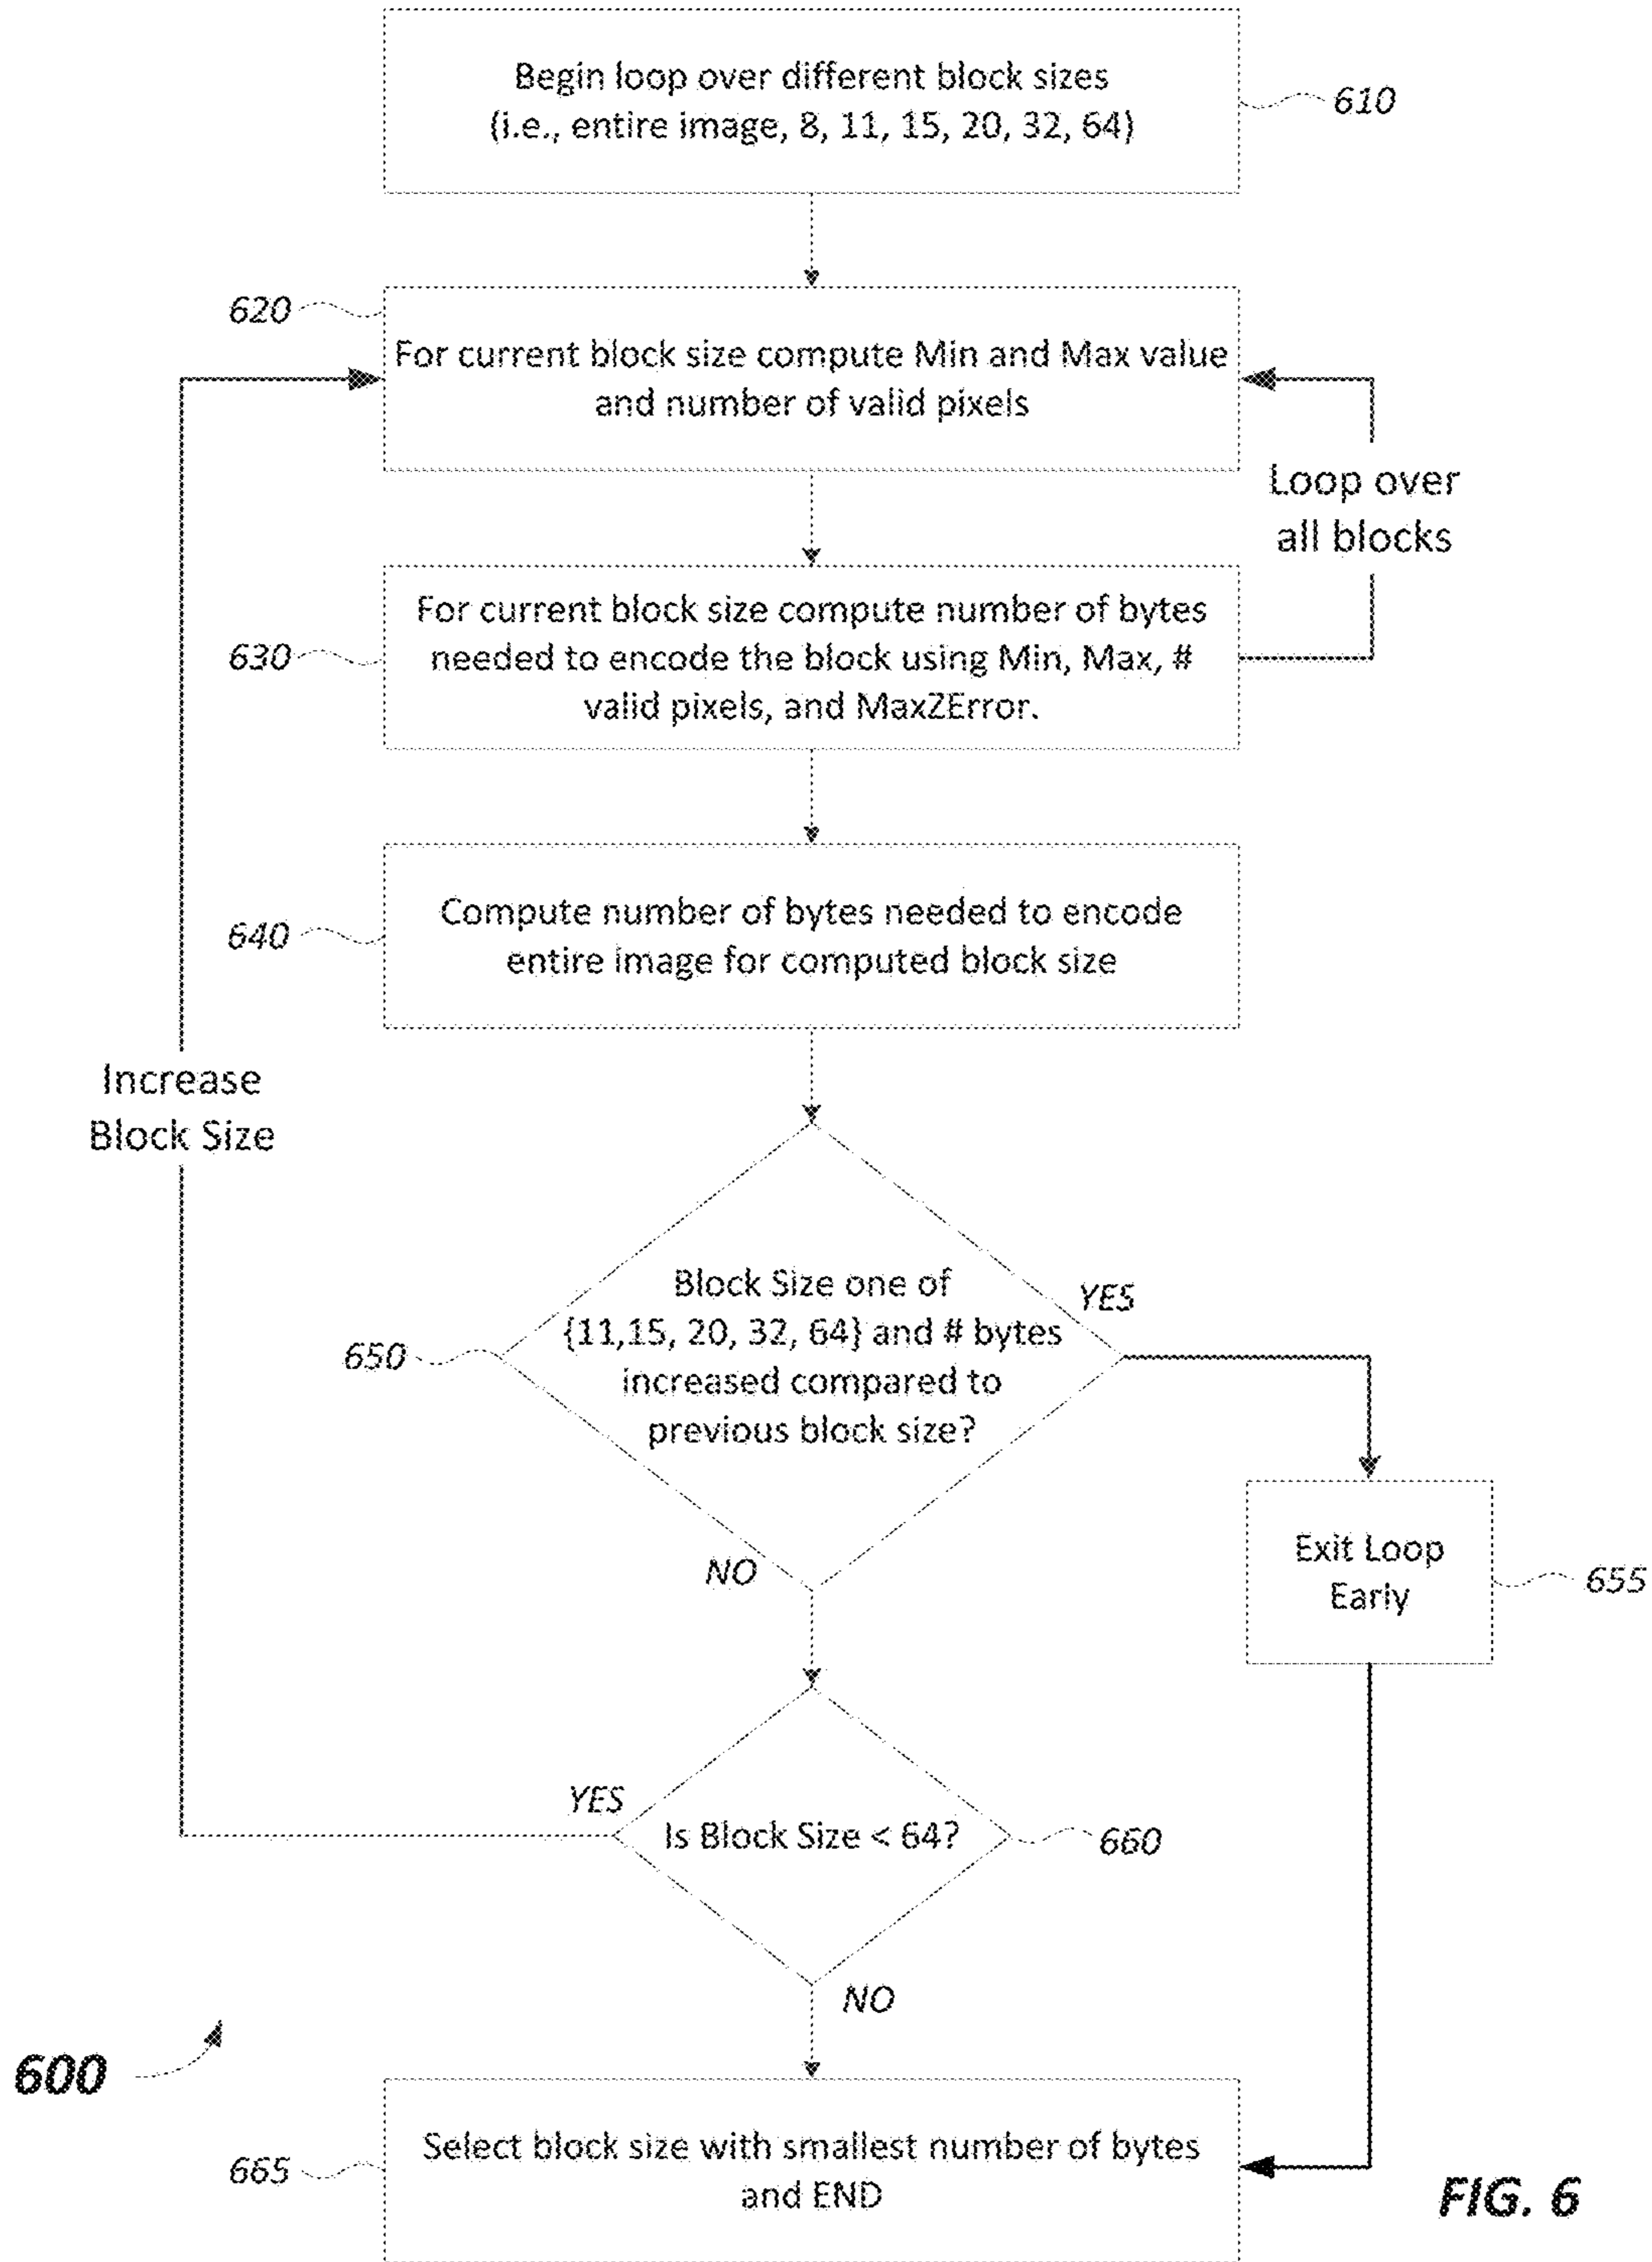 Begin loop over different block sizes
(i.e., entire image, 8, 11, 15, 20, 32, 64)
610
620
For current block size compute Min and Max value
and number of valid pixels
Loop over
all blocks
For current block size compute number of bytes
needed to encode the block using Min, Max, #
valid pixels, and MaxZError.
630
640
Compute number of bytes needed to encode
entire image for computed block size
Increase
Block Size
Block Size one of
{11,15, 20, 32, 64} and # bytes
increased compared to
previous block size?
YES
650
NO
Exit Loop
Early
655
YES
Is Block Size < 64?
660
NO
600
Select block size with smallest number of bytes
and END
665
FIG. 6